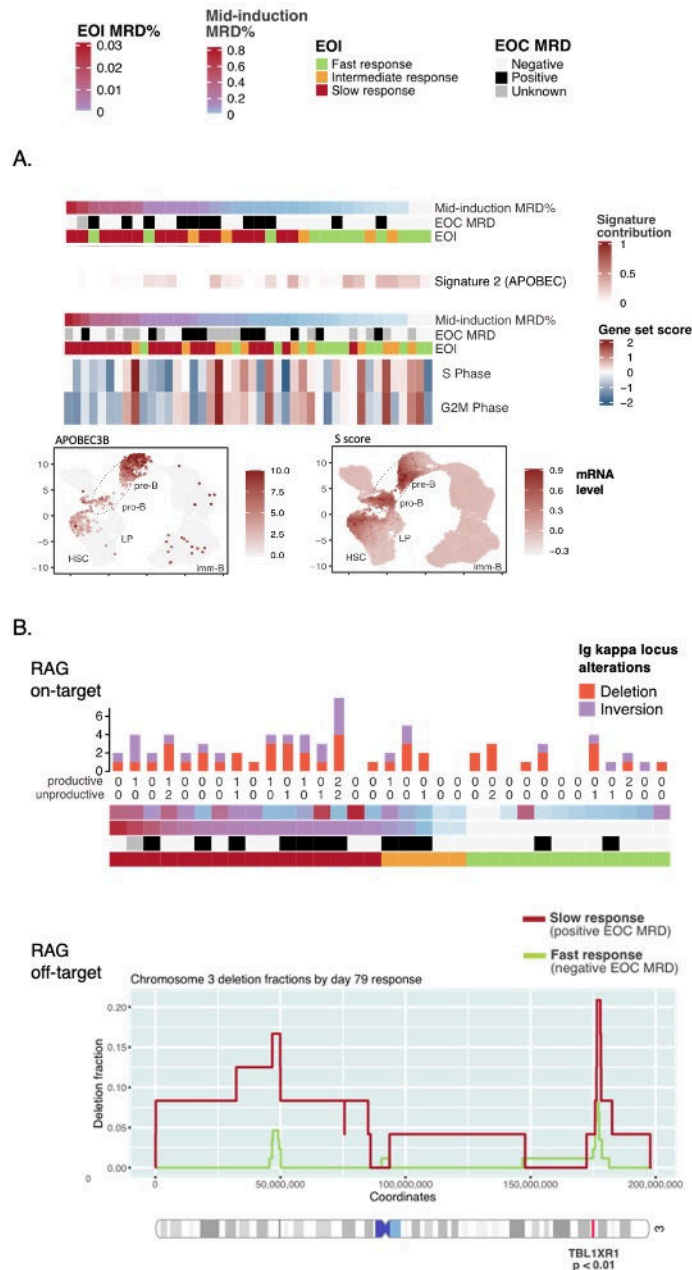 EOI MRD%
0.03
0.02
0.01
0
Mid-induction
MRD%
0.8
0.6
0.4
0.2
0
EOI
Fast response
Intermediate response
Slow response
EOC MRD
Negative
Positive
Unknown
A.
Mid-induction MRD%
EOC MRD
EOI
Signature 2 (APOBEC)
Signature
contribution
1
0.5
0
Mid-induction MRD%
EOC MRD
EOI
S Phase
G2M Phase
Gene set score
2
1
0
-1
-2
APOBEC3B
10
5
0
-5
-10
pre-B
pro-B
LP
HSC
imm-B
10.0
7.5
5.0
2.5
0.0
S score
10
5
0
-5
-10
pre-B
pro-B
LP
HSC
imm-B
0.9
0.6
0.3
0.0
-0.3
mRNA
level
B.
RAG
on-target
Ig kappa locus
alterations
Deletion
Inversion
6
4
2
0
productive
unproductive
RAG
off-target
Slow response
(positive EOC MRD)
Fast response
(negative EOC MRD)
Chromosome 3 deletion fractions by day 79 response
Deletion fraction
0.20
0.15
0.10
0.05
0.00
0
0 50,000,000 100,000,000 150,000,000 200,000,000
Coordinates
3
TBL1XR1
p < 0.01